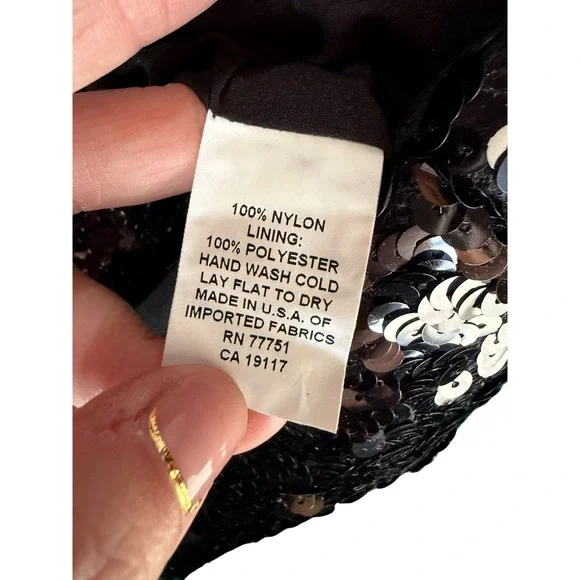 100% NYLON
LINING:
100% POLYESTER
HAND WASH COLD
LAY FLAT TO DRY
MADE IN U.S.A. OF
IMPORTED FABRICS
RN 77751
CA 19117